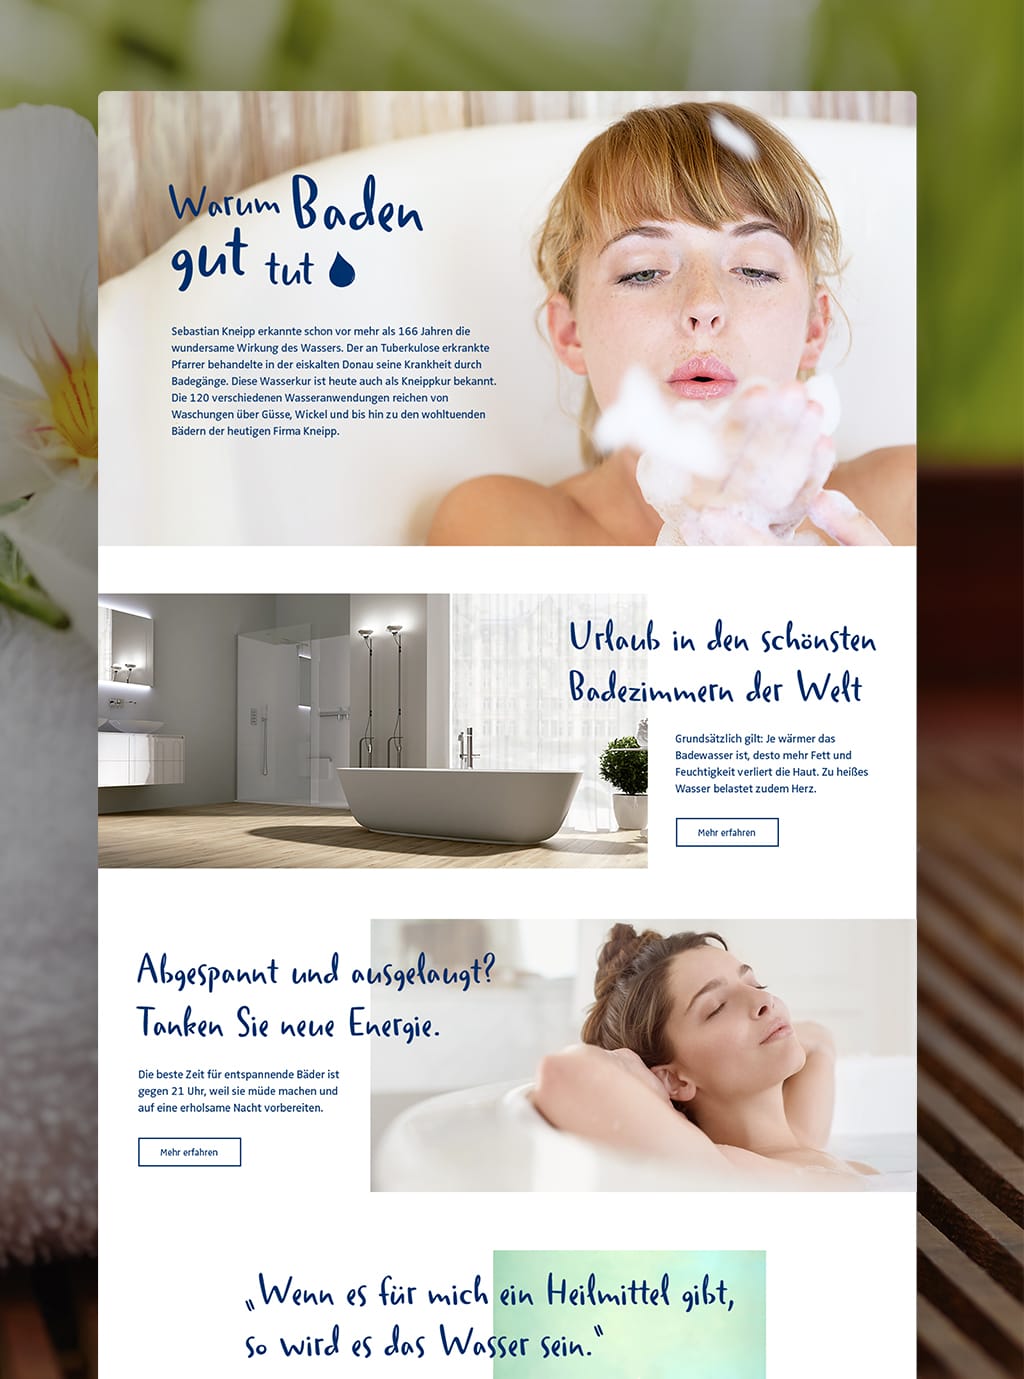 Warum Baden
gut tut
Sebastian Kneipp erkannte schon vor mehr als 166 Jahren die
wundersame Wirkung des Wassers. Der an Tuberkulose erkrankte
Pfarrer behandelte in der eiskalten Donau seine Krankheit durch
Badegänge. Diese Wasserkur ist heute auch als Kneippkur bekannt.
Die 120 verschiedenen Wasseranwendungen reichen von
Waschungen über Güsse, Wickel und bis hin zu den wohltuenden
Bädern der heutigen Firma Kneipp.
Urlaub in den schönsten
Badezimmern der Welt
Grundsätzlich gilt: Je wärmer das
Badewasser ist, desto mehr Fett und
Feuchtigkeit verliert die Haut. Zu heißes
Wasser belastet zudem Herz.
Mehr erfahren
Abgespannt und ausgelaugt?
Tanken Sie neue Energie.
Die beste Zeit für entspannende Bäder ist
gegen 21 Uhr, weil sie müde machen und
auf eine erholsame Nacht vorbereiten.
Mehr erfahren
„Wenn es für mich ein Heilmittel gibt,
so wird es das Wasser sein.“